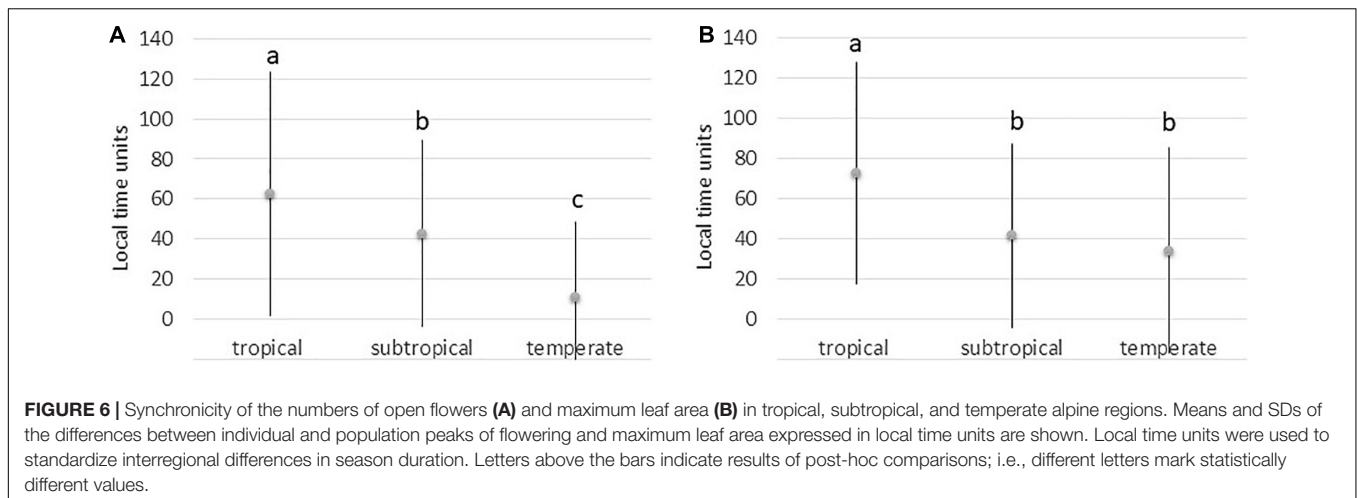 A
140
120
100
80
60
40
20
0
Local time units
a
b
c
tropical subtropical temperate
B
140
120
100
80
60
40
20
0
Local time units
a
b
b
tropical subtropical temperate
FIGURE 6 | Synchronicity of the numbers of open flowers (A) and maximum leaf area (B) in tropical, subtropical, and temperate alpine regions. Means and SDs of
the differences between individual and population peaks of flowering and maximum leaf area expressed in local time units are shown. Local time units were used to
standardize interregional differences in season duration. Letters above the bars indicate results of post-hoc comparisons; i.e., different letters mark statistically
different values.